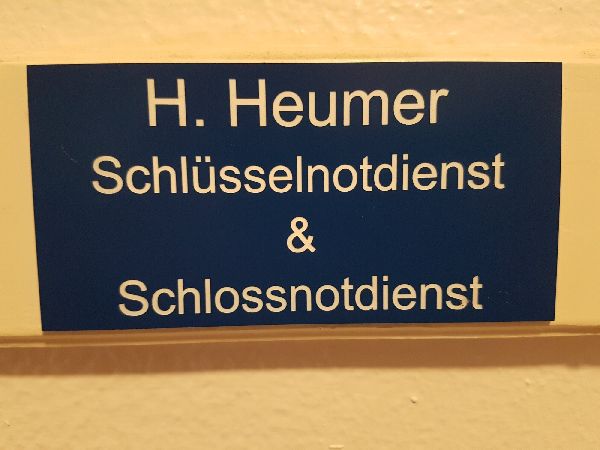 H. Heumer
Schlüsselnotdienst
&
Schlossnotdienst